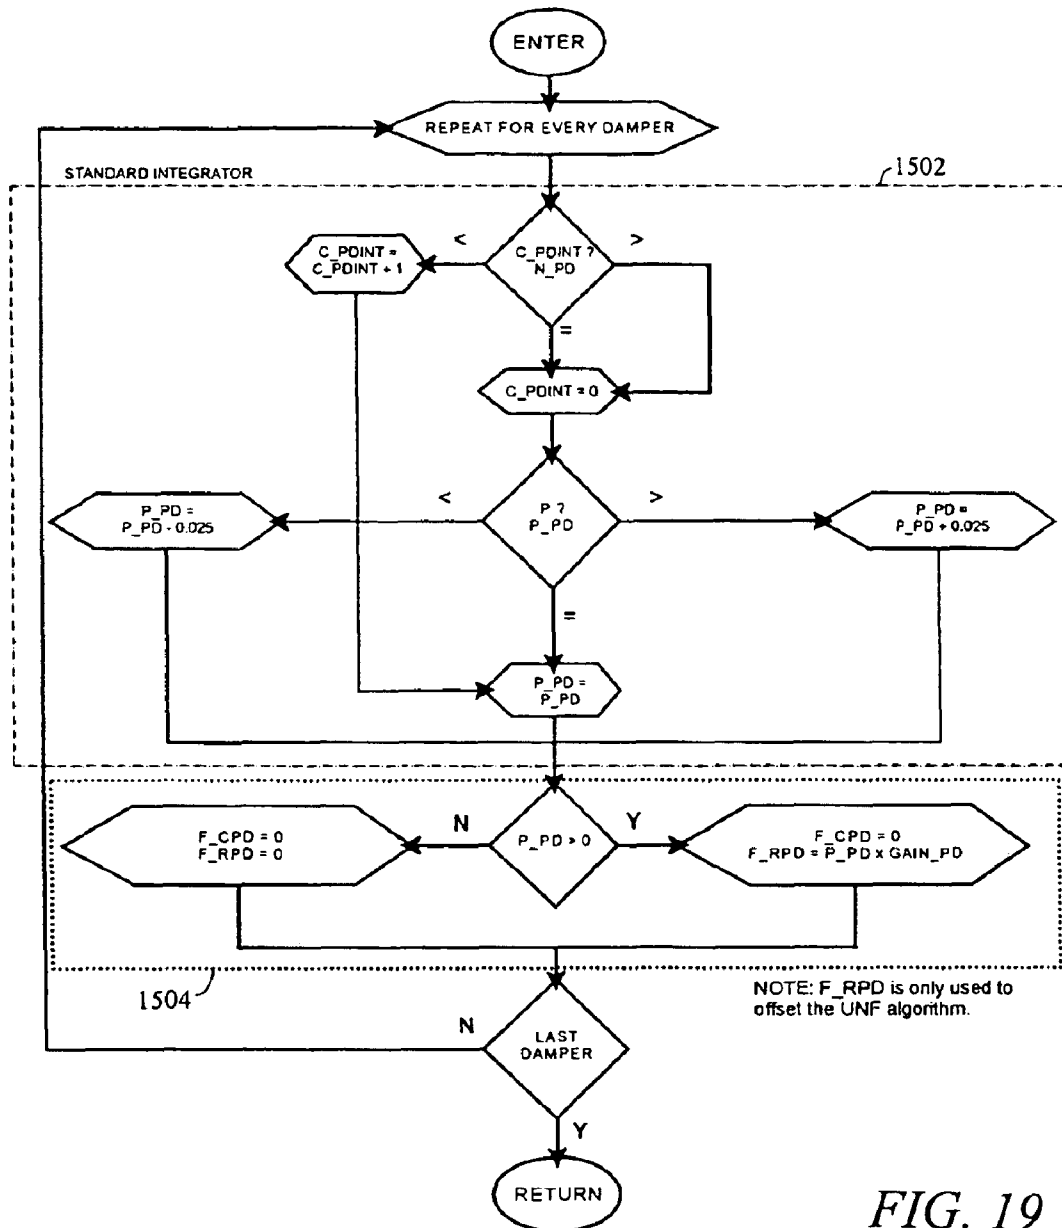 ENTER
REPEAT FOR EVERY DAMPER
STANDARD INTEGRATOR
1502
<
C_PDINT ?
N_PD
>
C_PDINT =
C_PDINT + 1
=
C_PDINT = 0
<
P ?
P_PD
>
P_PD =
P_PD - 0.025
P_PD =
P_PD + 0.025
=
P_PD =
P_PD
N
P_PD > 0
Y
F_CPD = 0
F_RPD = 0
F_CPD = 0
F_RPD = P_PD x GAIN_PD
1504
NOTE: F_RPD is only used to
offset the UNF algorithm.
N
LAST
DAMPER
Y
RETURN
FIG. 19